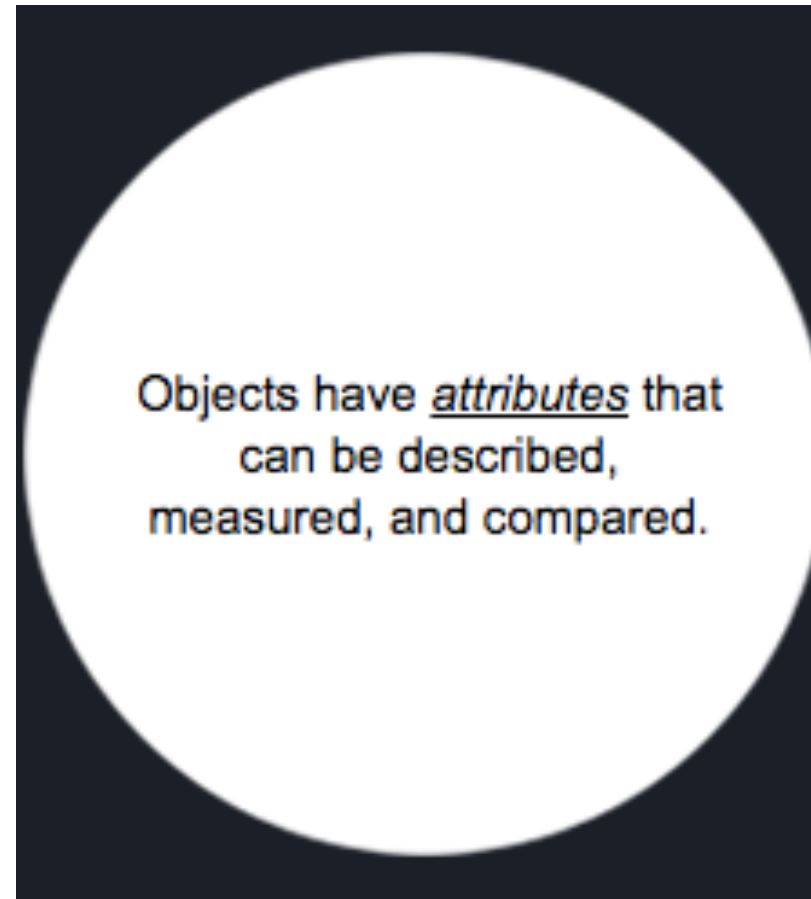 Objects have attributes that
can be described,
measured, and compared.